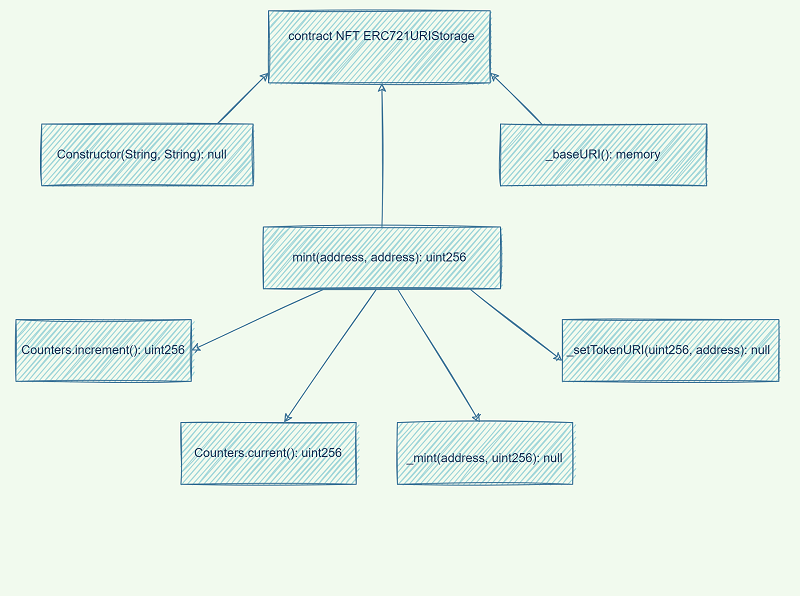 contract NFT ERC721URIStorage
Constructor(String, String): null
_baseURI(): memory
mint(address, address): uint256
Counters.increment(): uint256
_setTokenURI(uint256, address): null
Counters.current(): uint256
_mint(address, uint256): null